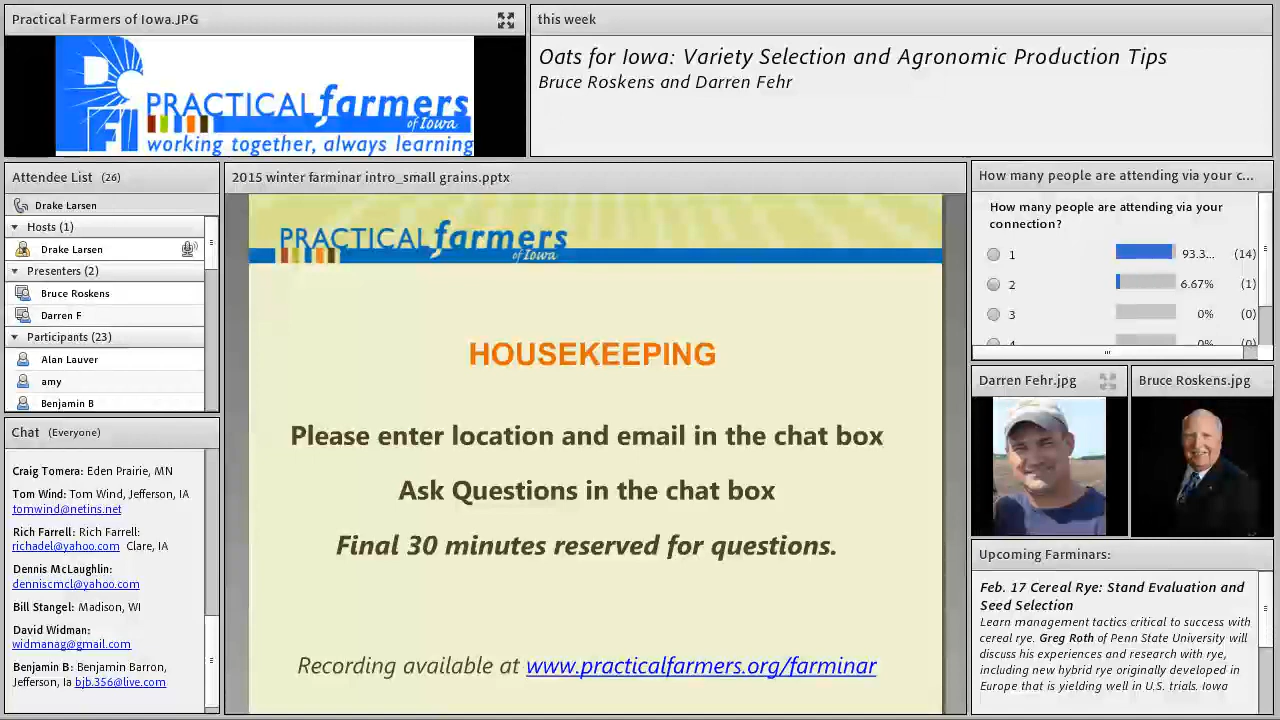 Practical Farmers of Iowa.JPG
PRACTICAL farmers
of Iowa
working together, always learning
this week
Oats for Iowa: Variety Selection and Agronomic Production Tips
Bruce Roskens and Darren Fehr
Attendee List (26)
Drake Larsen
Hosts (1)
Drake Larsen
Presenters (2)
Bruce Roskens
Darren F
Participants (23)
Alan Lauver
amy
Benjamin B
Chat (Everyone)
Craig Tomera: Eden Prairie, MN
Tom Wind: Tom Wind, Jefferson, IA
tomwind@netins.net
Rich Farrell: Rich Farrell:
richadel@yahoo.com Clare, IA
Dennis McLaughlin:
denniscmcl@yahoo.com
Bill Stangel: Madison, WI
David Widman:
widmanag@gmail.com
Benjamin B: Benjamin Barron,
Jefferson, Ia bjb.356@live.com
2015 winter farminar intro_small grains.pptx
PRACTICAL farmers
of Iowa
HOUSEKEEPING
Please enter location and email in the chat box
Ask Questions in the chat box
Final 30 minutes reserved for questions.
Recording available at www.practicalfarmers.org/farminar
How many people are attending via your c...
How many people are attending via your
connection?
1 93.3... (14)
2 6.67% (1)
3 0% (0)
Darren Fehr.jpg
Bruce Roskens.jpg
Upcoming Farminars:
Feb. 17 Cereal Rye: Stand Evaluation and
Seed Selection
Learn management tactics critical to success with
cereal rye. Greg Roth of Penn State University will
discuss his experiences and research with rye,
including new hybrid rye originally developed in
Europe that is yielding well in U.S. trials. Iowa